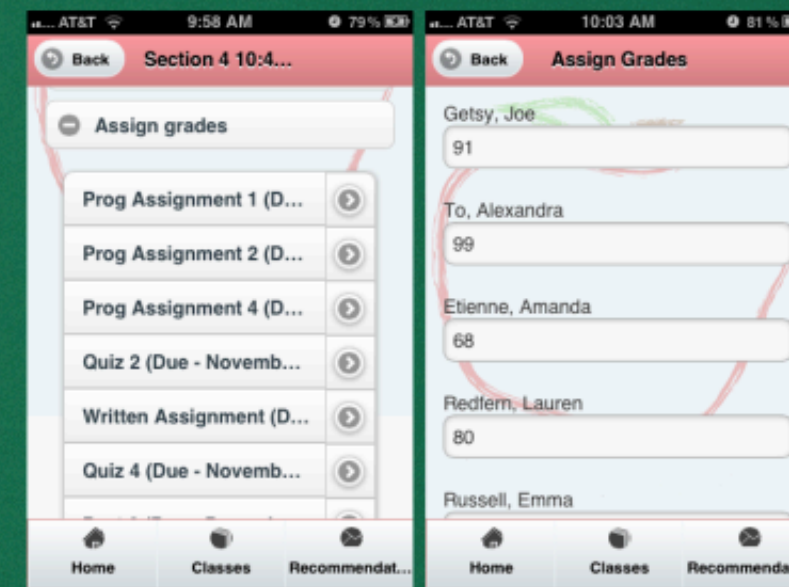 AT&T 9:58 AM 79%
Back Section 4 10:4...
Assign grades
Prog Assignment 1 (D...
Prog Assignment 2 (D...
Prog Assignment 4 (D...
Quiz 2 (Due - Novemb...
Written Assignment (D...
Quiz 4 (Due - Novemb...
Home Classes Recommendat...
AT&T 10:03 AM 81%
Back Assign Grades
Getsy, Joe
91
To, Alexandra
99
Etienne, Amanda
68
Redfern, Lauren
80
Russell, Emma
Home Classes Recommenda